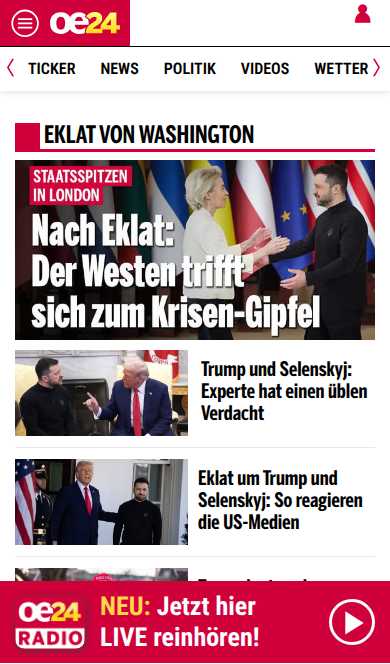 oe24
TICKER NEWS POLITIK VIDEOS WETTER
EKLAT VON WASHINGTON
STAATSSPITZEN
IN LONDON
Nach Eklat:
Der Westen trifft
sich zum Krisen-Gipfel
Trump und Selenskyj:
Experte hat einen üblen
Verdacht
Eklat um Trump und
Selenskyj: So reagieren
die US-Medien
oe24
RADIO
NEU: Jetzt hier
LIVE reinhören!